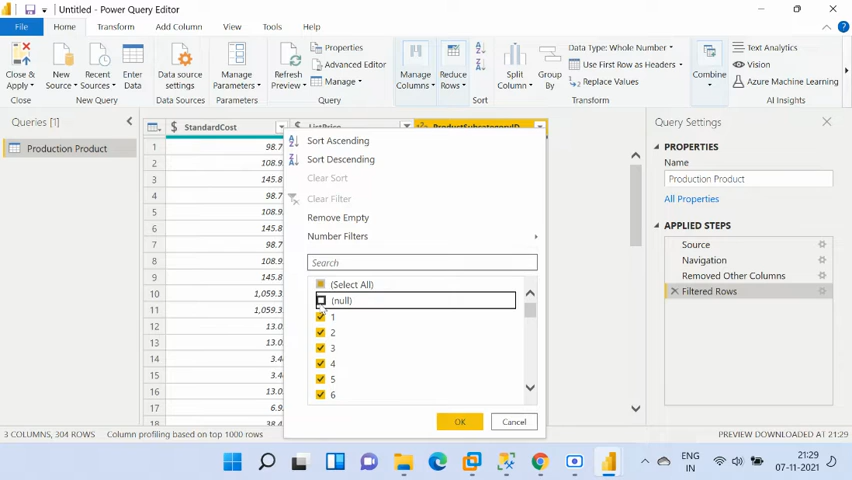 Untitled - Power Query Editor
File Home Transform Add Column View Tools Help
Close & Apply New Source Recent Sources Enter Data Data source settings Manage Parameters Refresh Preview Properties Advanced Editor Manage Manage Columns Reduce Rows Split Column Group By Data Type: Whole Number Use First Row as Headers Replace Values Combine Text Analytics Vision Azure Machine Learning
Close New Query Data Sources Parameters Query Sort Transform AI Insights
Queries [1]
Production Product
$ StandardCost $ ListPrice ProductSubcategoryID
1 98.7
2 108.9
3 145.8
4 98.7
5 108.9
6 145.8
7 98.7
8 108.9
9 145.8
10 1,059.3
11 1,059.3
12 13.0
13 3.4
14 13.0
15 3.4
16 13.0
17 6.9
18 38.4
Sort Ascending
Sort Descending
Clear Sort
Clear Filter
Remove Empty
Number Filters
Search
(Select All)
(null)
1
2
3
4
5
6
OK Cancel
Query Settings
PROPERTIES
Name
Production Product
All Properties
APPLIED STEPS
Source
Navigation
Removed Other Columns
Filtered Rows
3 COLUMNS, 304 ROWS Column profiling based on top 1000 rows PREVIEW DOWNLOADED AT 21:29
ENG
IN
21:29
07-11-2021